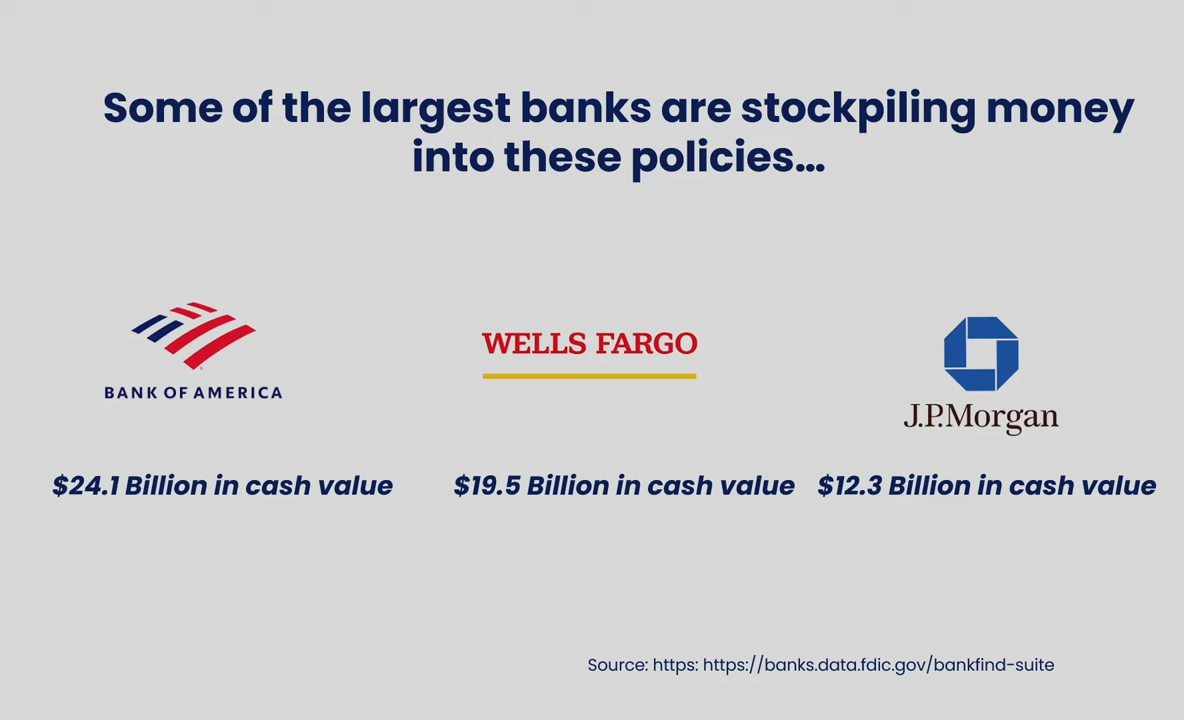 Some of the largest banks are stockpiling money
into these policies...
BANK OF AMERICA
WELLS FARGO
J.P.Morgan
$24.1 Billion in cash value
$19.5 Billion in cash value
$12.3 Billion in cash value
Source: https: https://banks.data.fdic.gov/bankfind-suite